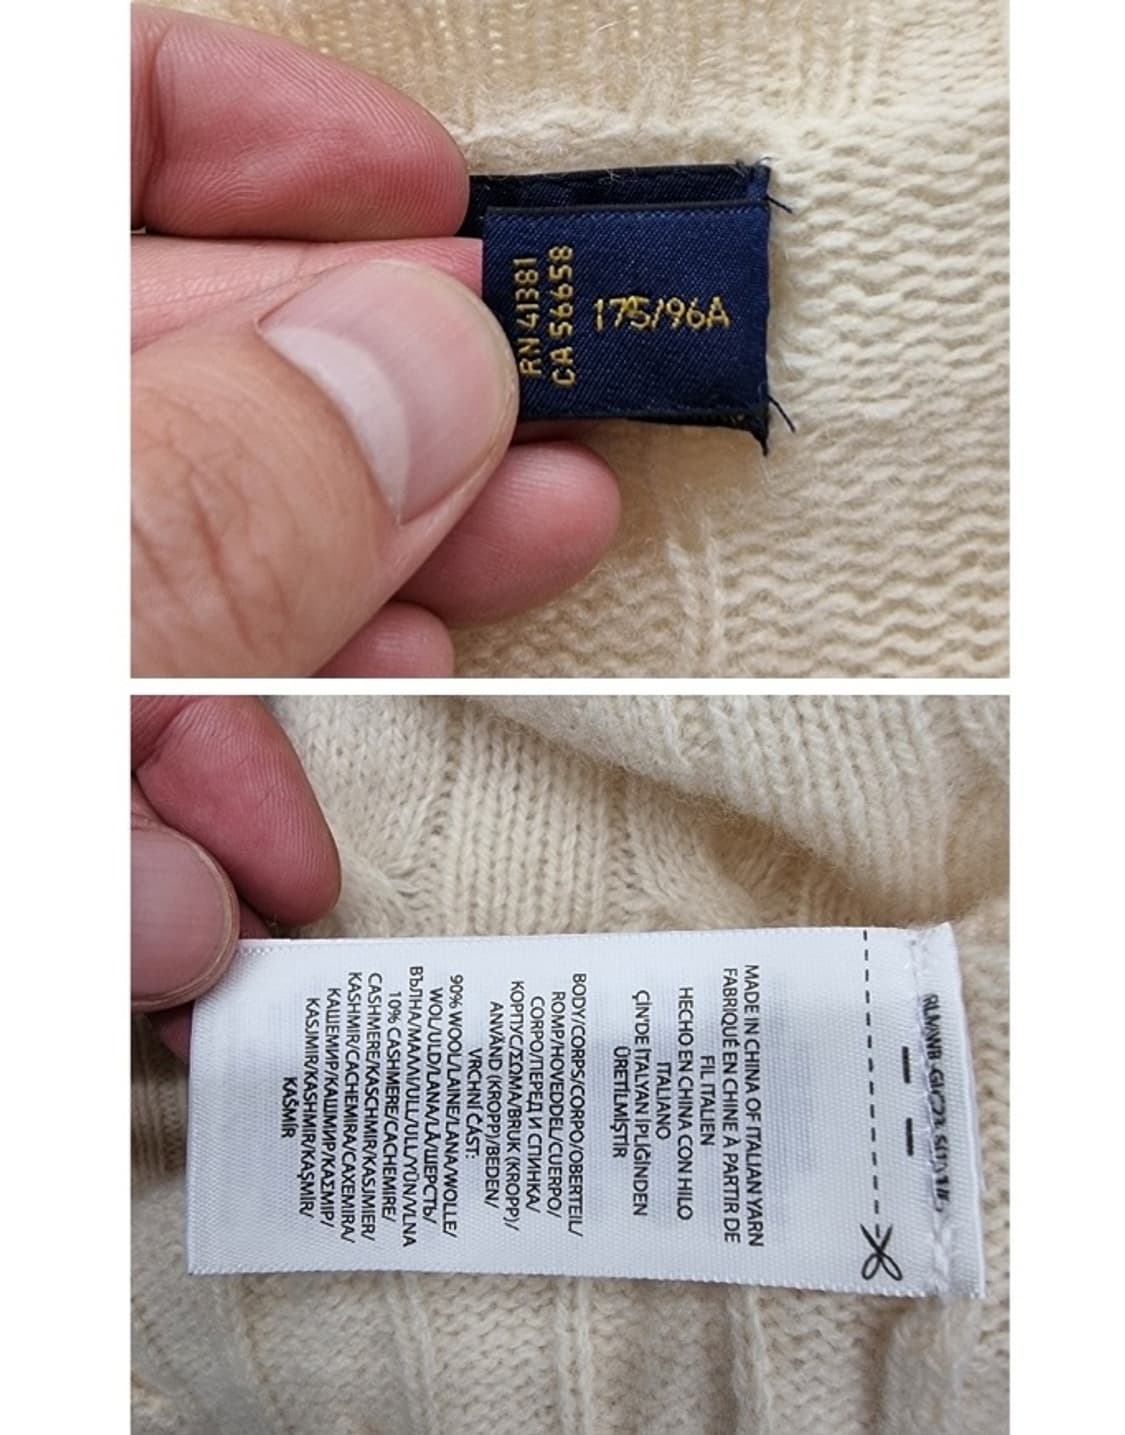 RN 41381
CA 56658
175/96A
MADE IN CHINA OF ITALIAN YARN
FABRIQUÉ EN CHINE À PARTIR DE
FIL ITALIEN
HECHO EN CHINA CON HILO
ITALIANO
ÇİN'DE İTALYAN İPLİĞİNDEN
ÜRETİLMİŞTİR
BODY/CORPS/CORPO/OBERTEIL/
ROMP/HOVEDDEL/CUERPO/
CORPO/ПЕРЕД И СПИНКА/
КОРПУС/ΣΩΜΑ/BRUK (KROPP)/
ANVÄND (KROPP)/BEDEN/
VRCHNÍ ČÁST:
90% WOOL/LAINE/LANA/WOLLE/
WOL/ULD/LANA/LÃ/ШЕРСТЬ/
ВЪЛНА/ΜΑΛΛΙ/ULL/ULL/YÜN/VLNA
10% CASHMERE/CACHEMIRE/
CASHMERE/KASCHMIR/KASJMIER/
KASHMIR/CACHEMIRA/CAXEMIRA/
КАШЕМИР/КАШМИР/ΚΑΣΜΙΡ/
KASJMIR/KASHMIR/KAŞMİR/
KAŠMÍR